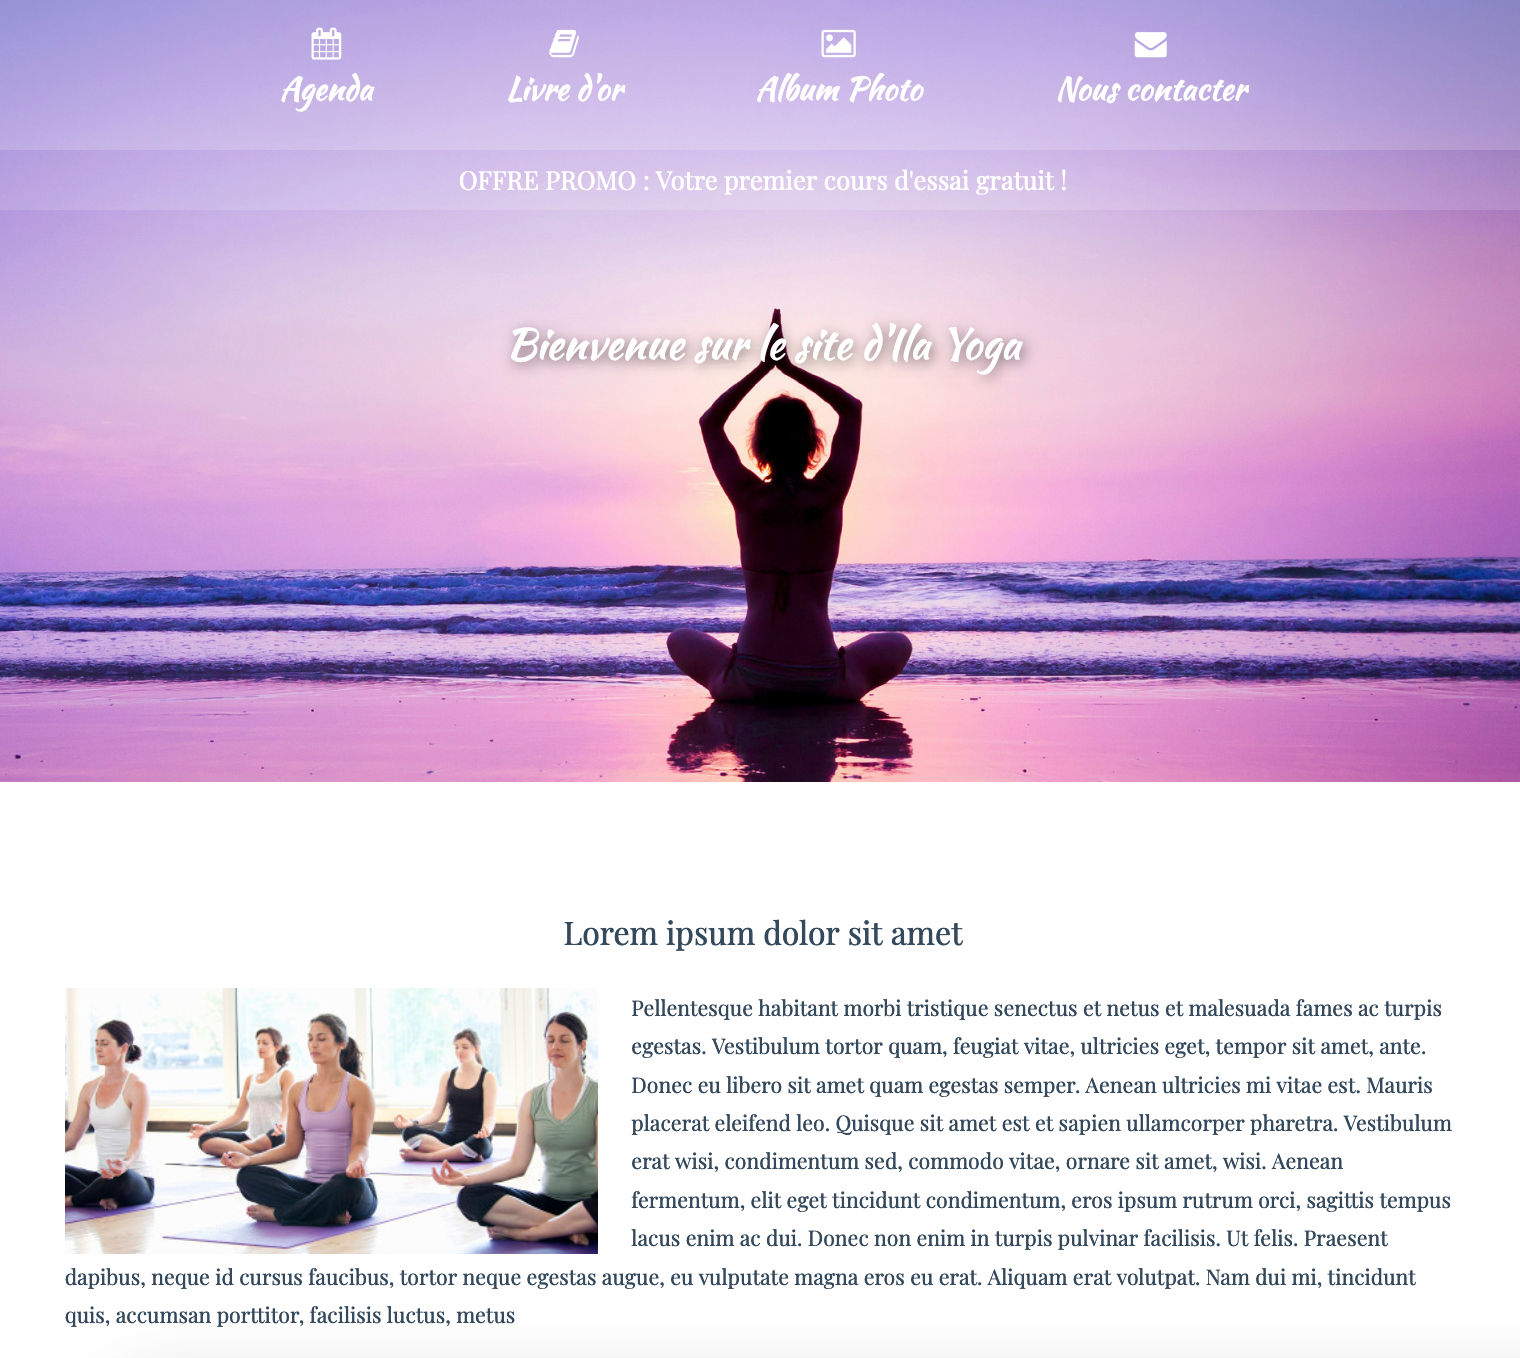 Agenda Livre d'or Album Photo Nous contacter
OFFRE PROMO : Votre premier cours d'essai gratuit !
Bienvenue sur le site d'Ila Yoga
Lorem ipsum dolor sit amet
Pellentesque habitant morbi tristique senectus et netus et malesuada fames ac turpis
egestas. Vestibulum tortor quam, feugiat vitae, ultricies eget, tempor sit amet, ante.
Donec eu libero sit amet quam egestas semper. Aenean ultricies mi vitae est. Mauris
placerat eleifend leo. Quisque sit amet est et sapien ullamcorper pharetra. Vestibulum
erat wisi, condimentum sed, commodo vitae, ornare sit amet, wisi. Aenean
fermentum, elit eget tincidunt condimentum, eros ipsum rutrum orci, sagittis tempus
lacus enim ac dui. Donec non enim in turpis pulvinar facilisis. Ut felis. Praesent
dapibus, neque id cursus faucibus, tortor neque egestas augue, eu vulputate magna eros eu erat. Aliquam erat volutpat. Nam dui mi, tincidunt
quis, accumsan porttitor, facilisis luctus, metus